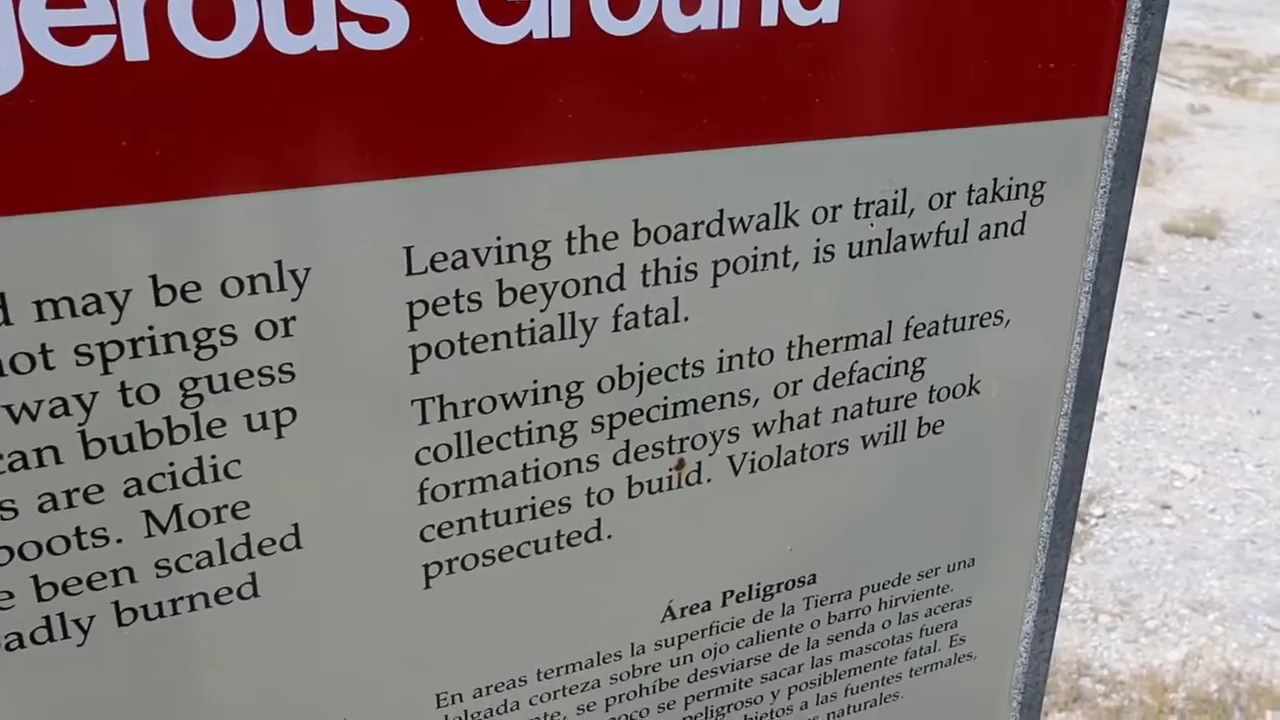 Ground
may be only
springs or
way to guess
can bubble up
are acidic
boots. More
been scalded
badly burned
Leaving the boardwalk or trail, or taking
pets beyond this point, is unlawful and
potentially fatal.
Throwing objects into thermal features,
collecting specimens, or defacing
formations destroys what nature took
centuries to build. Violators will be
prosecuted.
Área Peligrosa
En areas termales la superficie de la Tierra puede ser una
delgada corteza sobre un ojo caliente o barro hirviente.
se prohíbe desviarse de la senda o las aceras
se permite sacar las mascotas fuera
peligroso y posiblemente fatal. Es
objetos a las fuentes termales,
naturales.